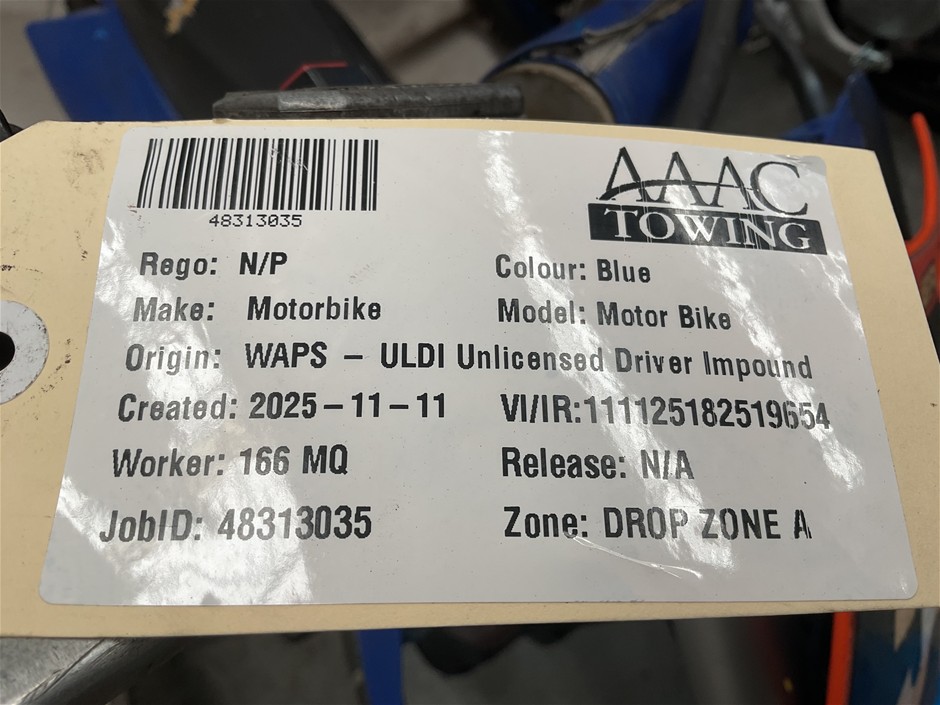 48313035
AAAC
TOWING
Rego: N/P
Colour: Blue
Make: Motorbike
Model: Motor Bike
Origin: WAPS - ULDI Unlicensed Driver Impound
Created: 2025-11-11
VI/IR:111125182519654
Worker: 166 MQ
Release: N/A
JobID: 48313035
Zone: DROP ZONE A